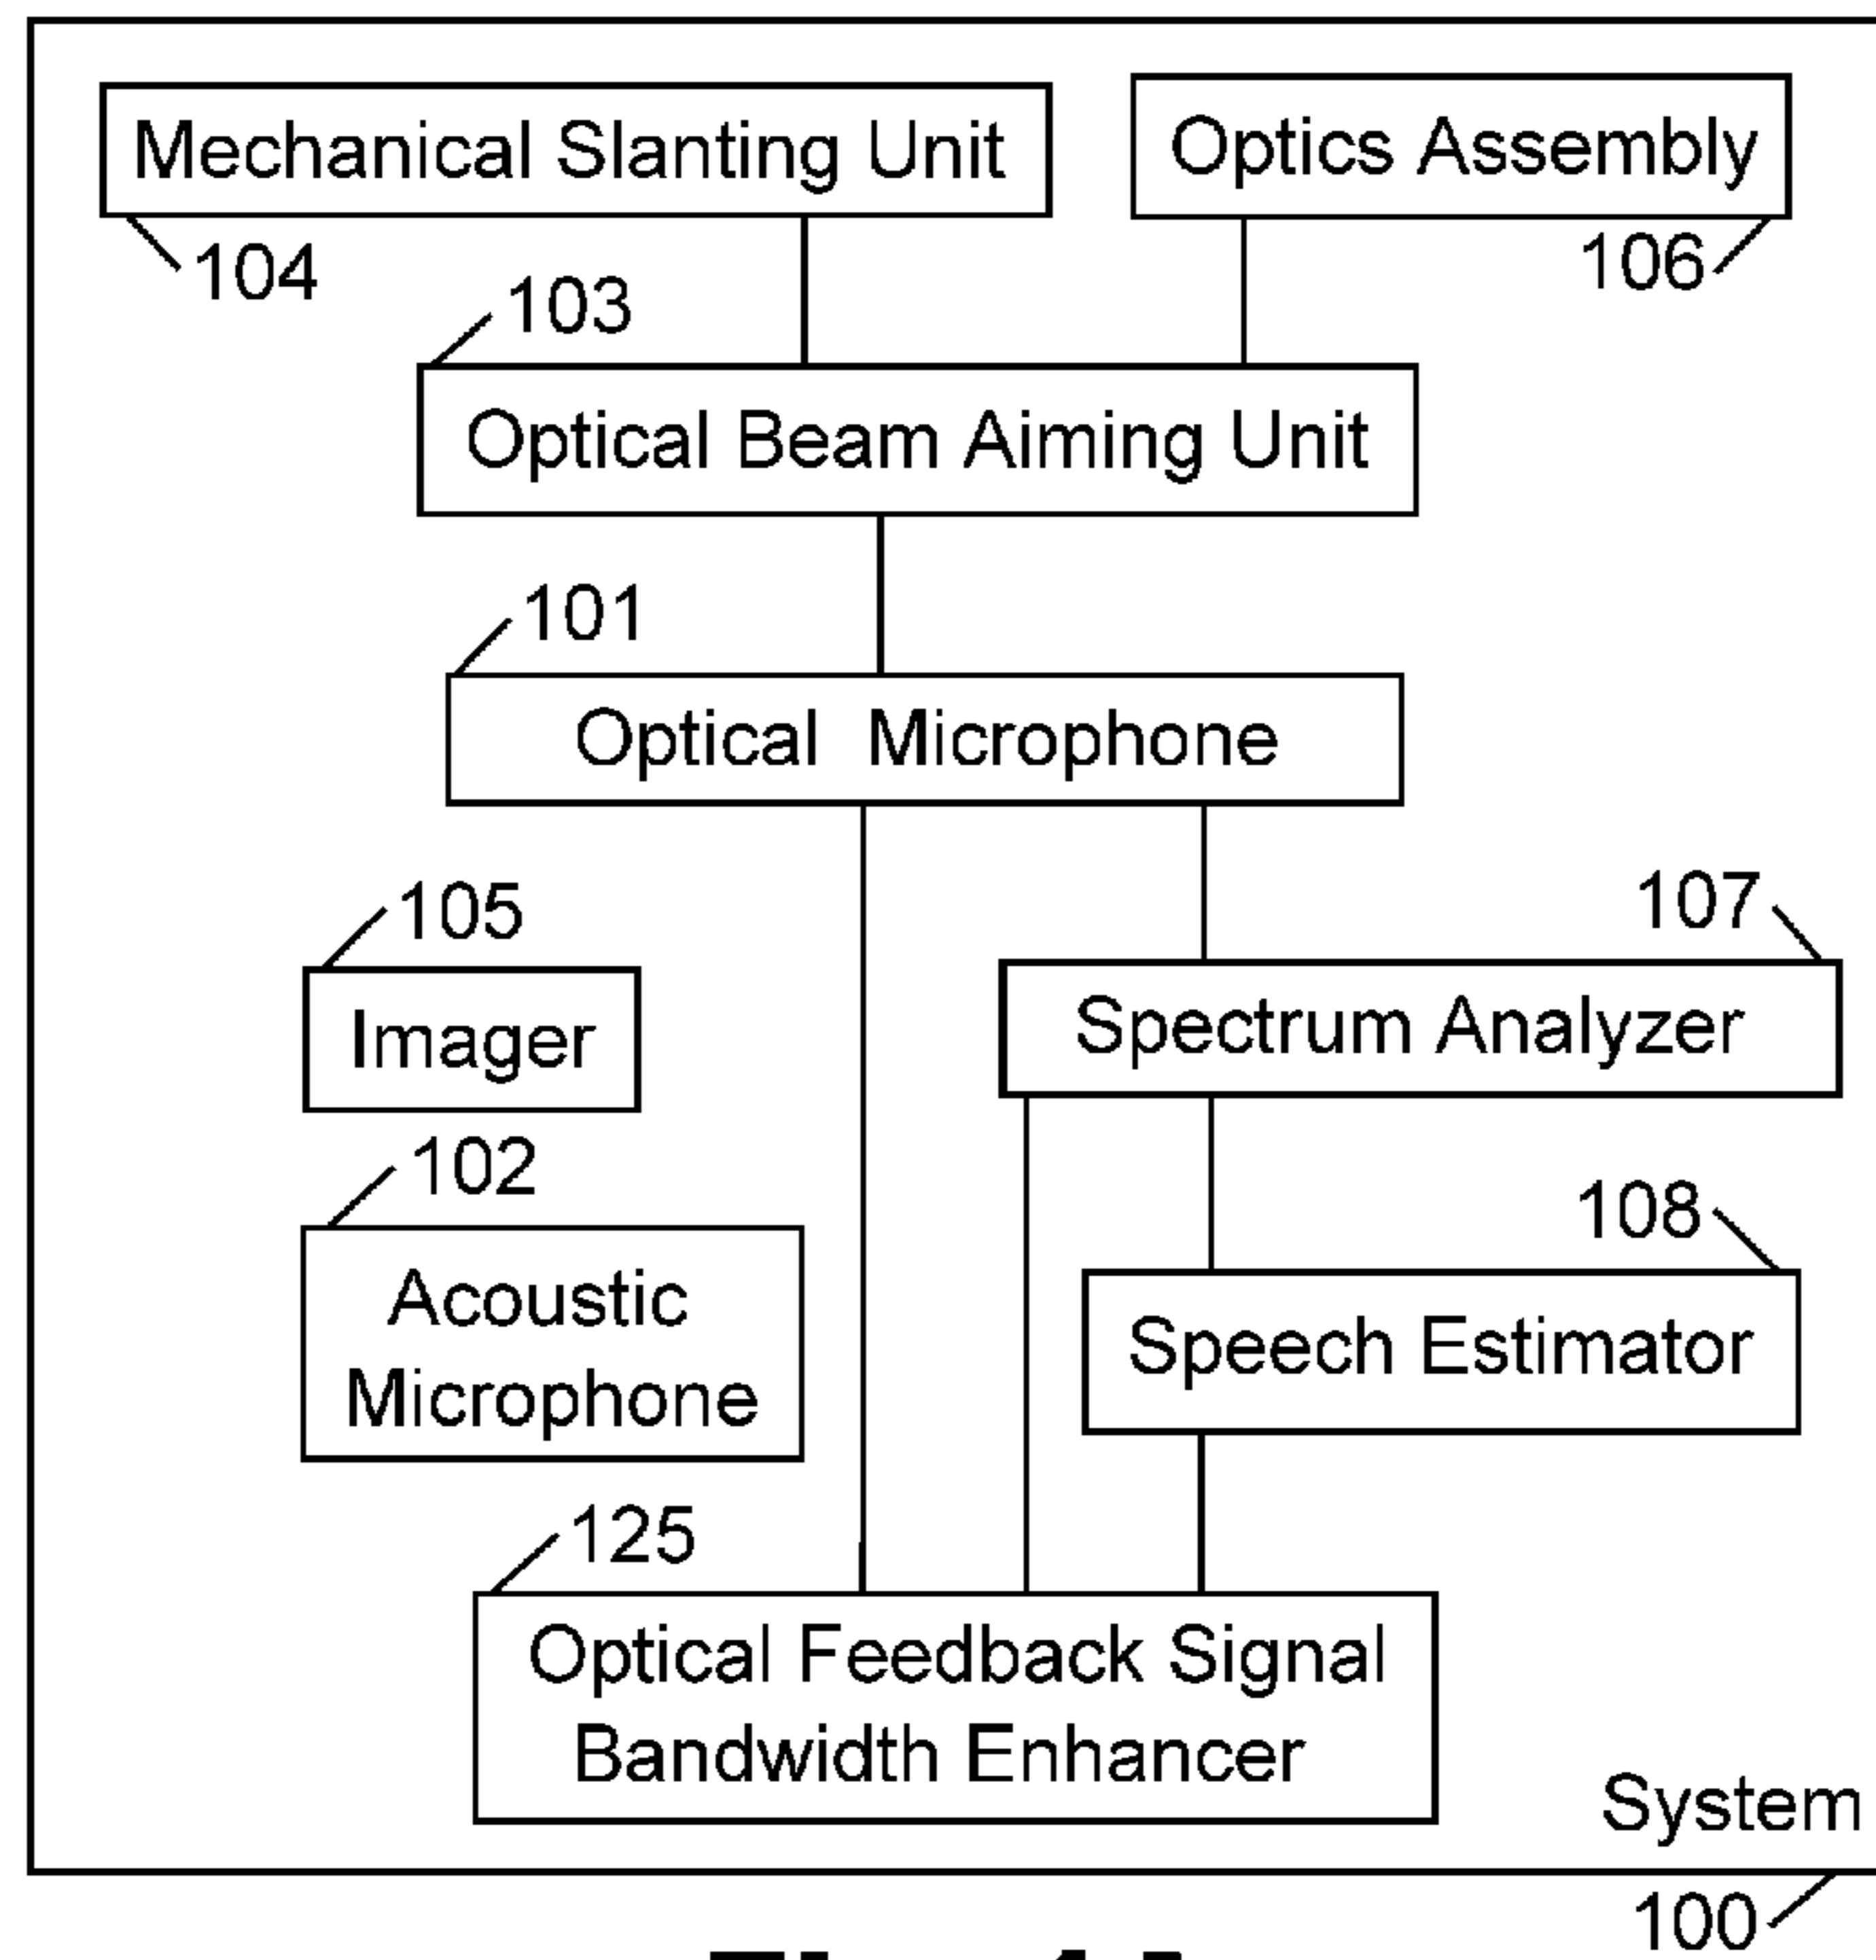 Mechanical Slanting Unit
Optics Assembly
104
106
103
Optical Beam Aiming Unit
101
Optical Microphone
105
107
Imager
Spectrum Analyzer
102
108
Acoustic
Microphone
Speech Estimator
125
Optical Feedback Signal
Bandwidth Enhancer
System
100